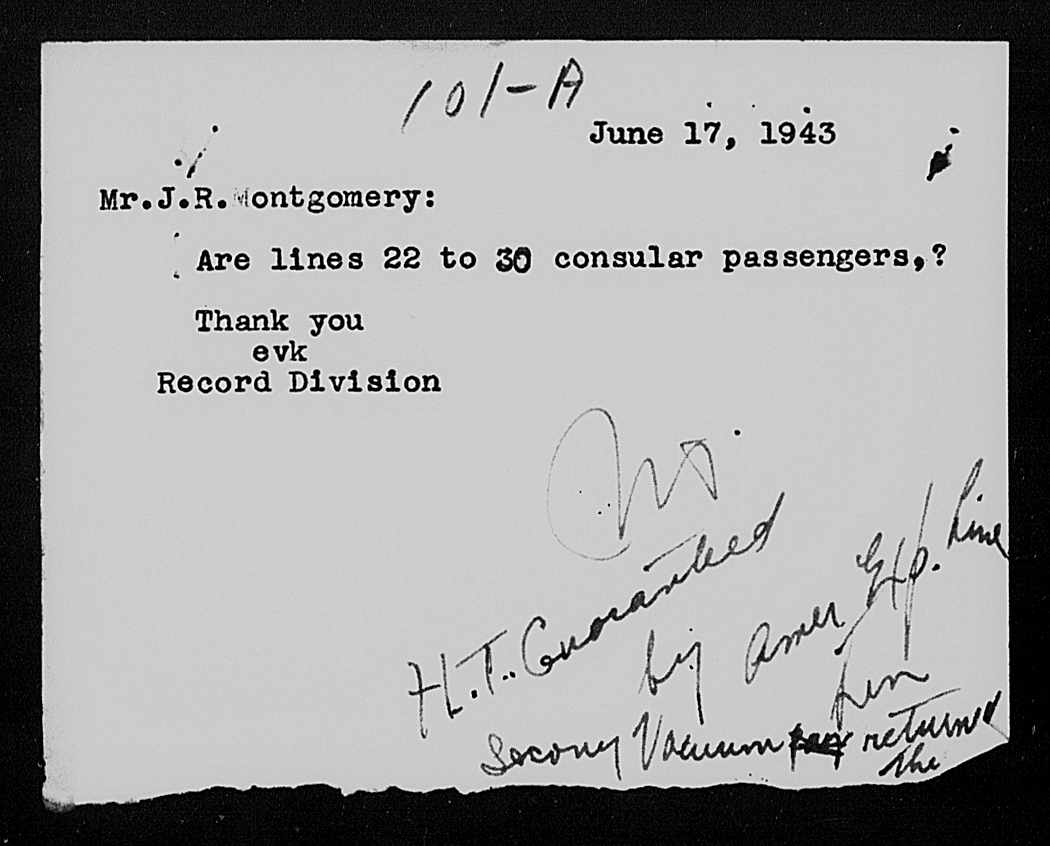 101-A
June 17, 1943
Mr.J.R.Montgomery:
Are lines 22 to 30 consular passengers,?
Thank you
evk
Record Division
H.T. Guaranteed
by Amer Exp. Line
Socony Vacuum returned
the